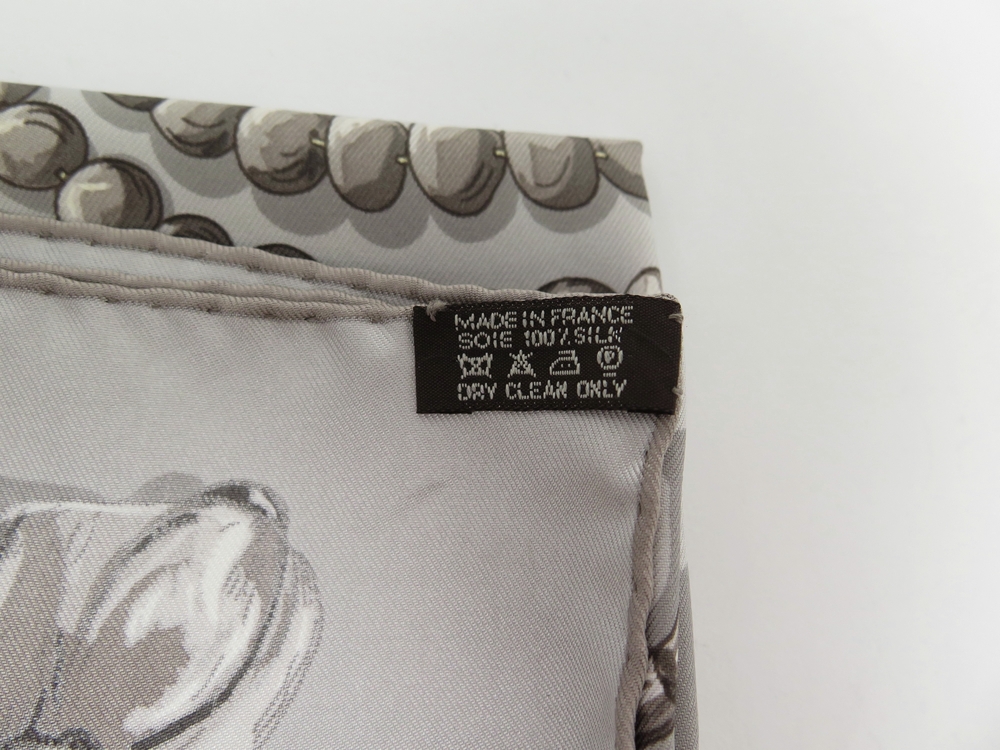 MADE IN FRANCE
SOIE 100% SILK
P
DRY CLEAN ONLY